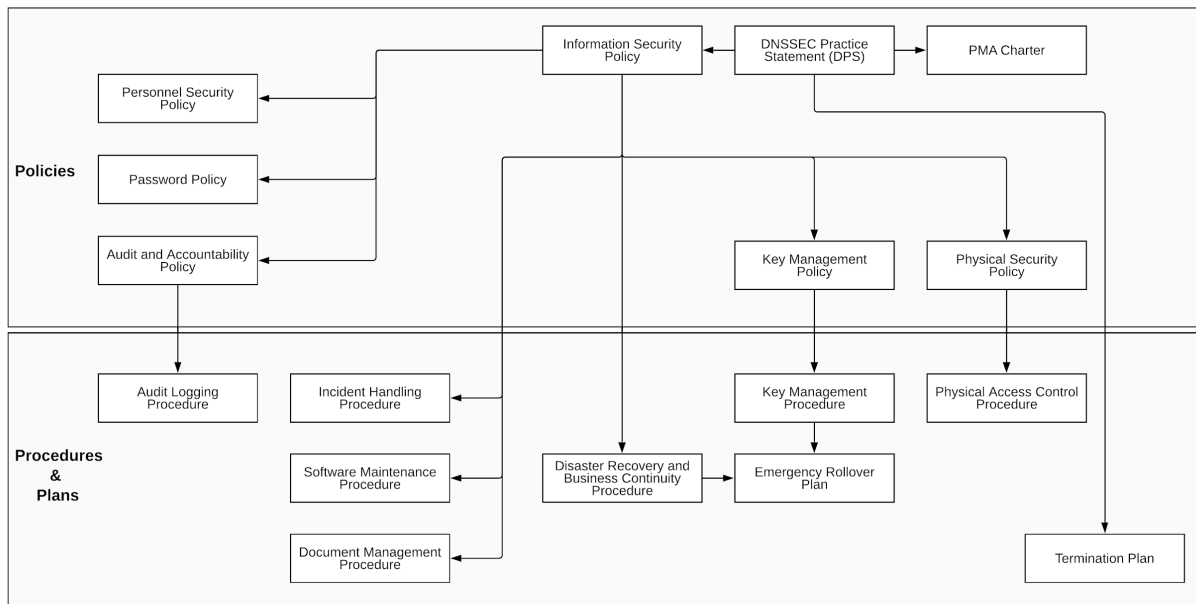 Information Security
Policy
DNSSEC Practice
Statement (DPS)
PMA Charter
Personnel Security
Policy
Policies
Password Policy
Audit and Accountability
Policy
Key Management
Policy
Physical Security
Policy
Audit Logging
Procedure
Incident Handling
Procedure
Key Management
Procedure
Physical Access Control
Procedure
Procedures
&
Plans
Software Maintenance
Procedure
Disaster Recovery and
Business Continuity
Procedure
Emergency Rollover
Plan
Document Management
Procedure
Termination Plan